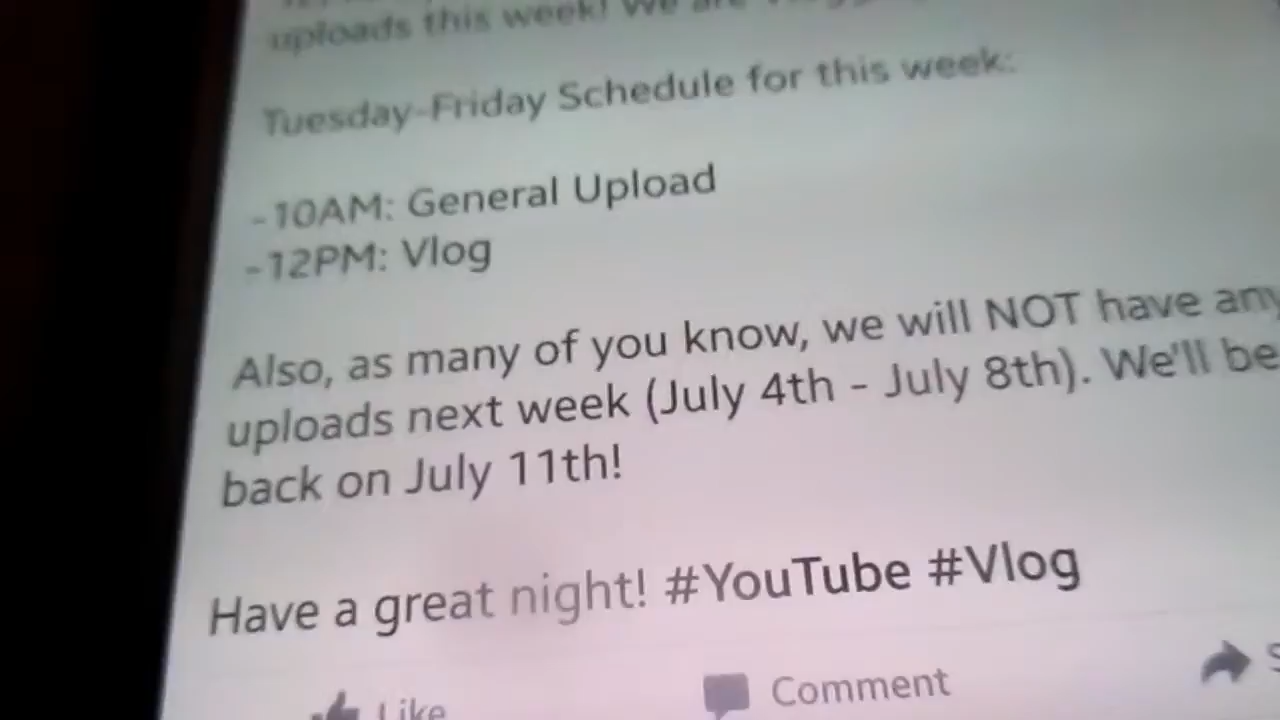 uploads this week! We are
Tuesday-Friday Schedule for this week:
-10AM: General Upload
-12PM: Vlog
Also, as many of you know, we will NOT have any
uploads next week (July 4th - July 8th). We'll be
back on July 11th!
Have a great night! #YouTube #Vlog
Like Comment